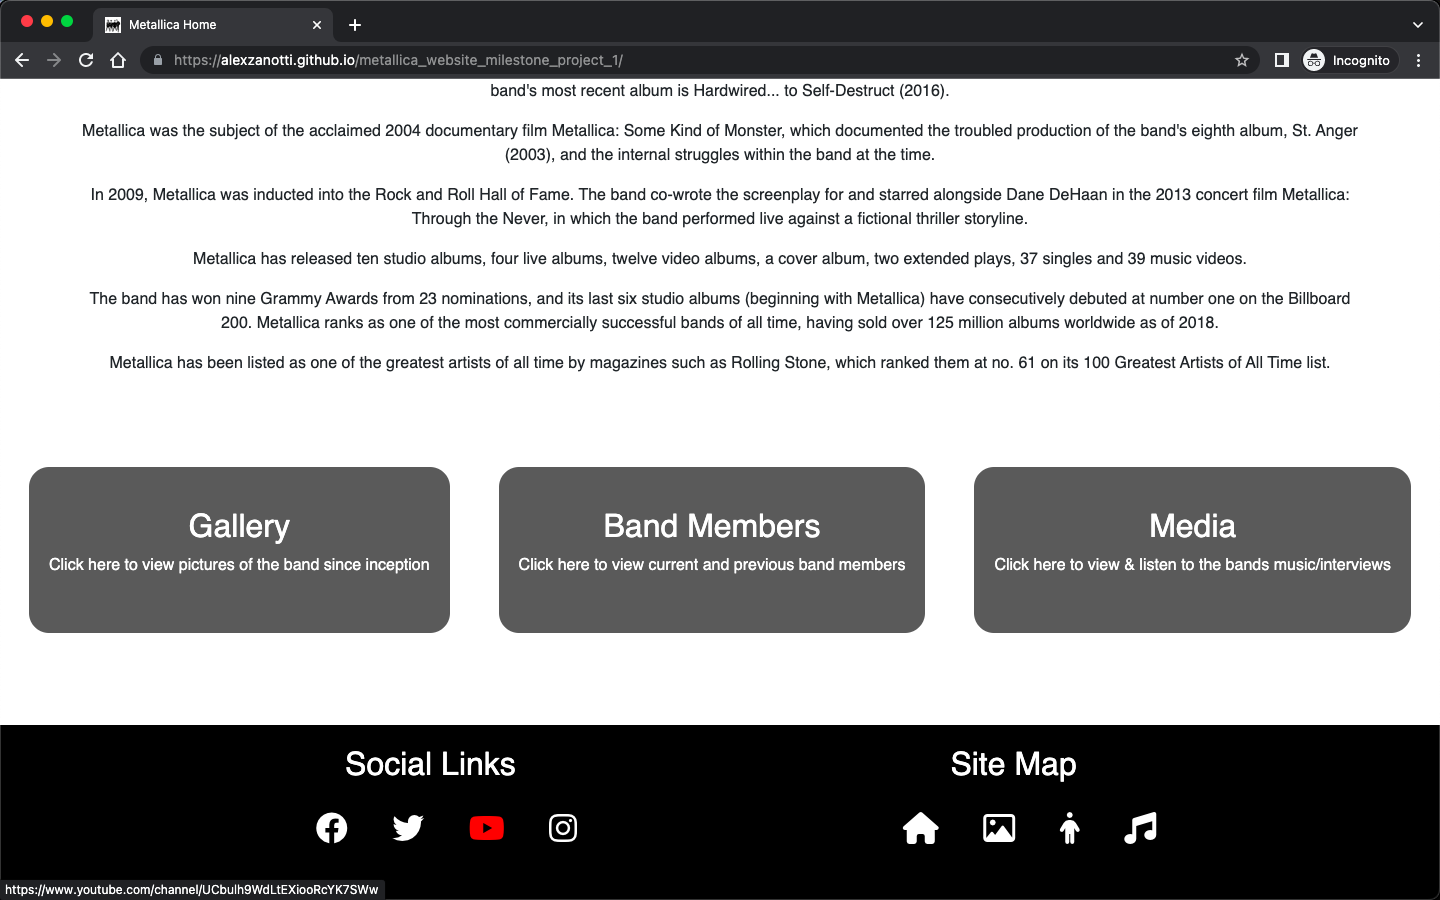 Metallica Home
https://alexzanotti.github.io/metallica_website_milestone_project_1/
Incognito
band's most recent album is Hardwired... to Self-Destruct (2016).
Metallica was the subject of the acclaimed 2004 documentary film Metallica: Some Kind of Monster, which documented the troubled production of the band's eighth album, St. Anger
(2003), and the internal struggles within the band at the time.
In 2009, Metallica was inducted into the Rock and Roll Hall of Fame. The band co-wrote the screenplay for and starred alongside Dane DeHaan in the 2013 concert film Metallica:
Through the Never, in which the band performed live against a fictional thriller storyline.
Metallica has released ten studio albums, four live albums, twelve video albums, a cover album, two extended plays, 37 singles and 39 music videos.
The band has won nine Grammy Awards from 23 nominations, and its last six studio albums (beginning with Metallica) have consecutively debuted at number one on the Billboard
200. Metallica ranks as one of the most commercially successful bands of all time, having sold over 125 million albums worldwide as of 2018.
Metallica has been listed as one of the greatest artists of all time by magazines such as Rolling Stone, which ranked them at no. 61 on its 100 Greatest Artists of All Time list.
Gallery
Click here to view pictures of the band since inception
Band Members
Click here to view current and previous band members
Media
Click here to view & listen to the bands music/interviews
Social Links
Site Map
https://www.youtube.com/channel/UCbulh9WdLtEXiooRcYK7SWw